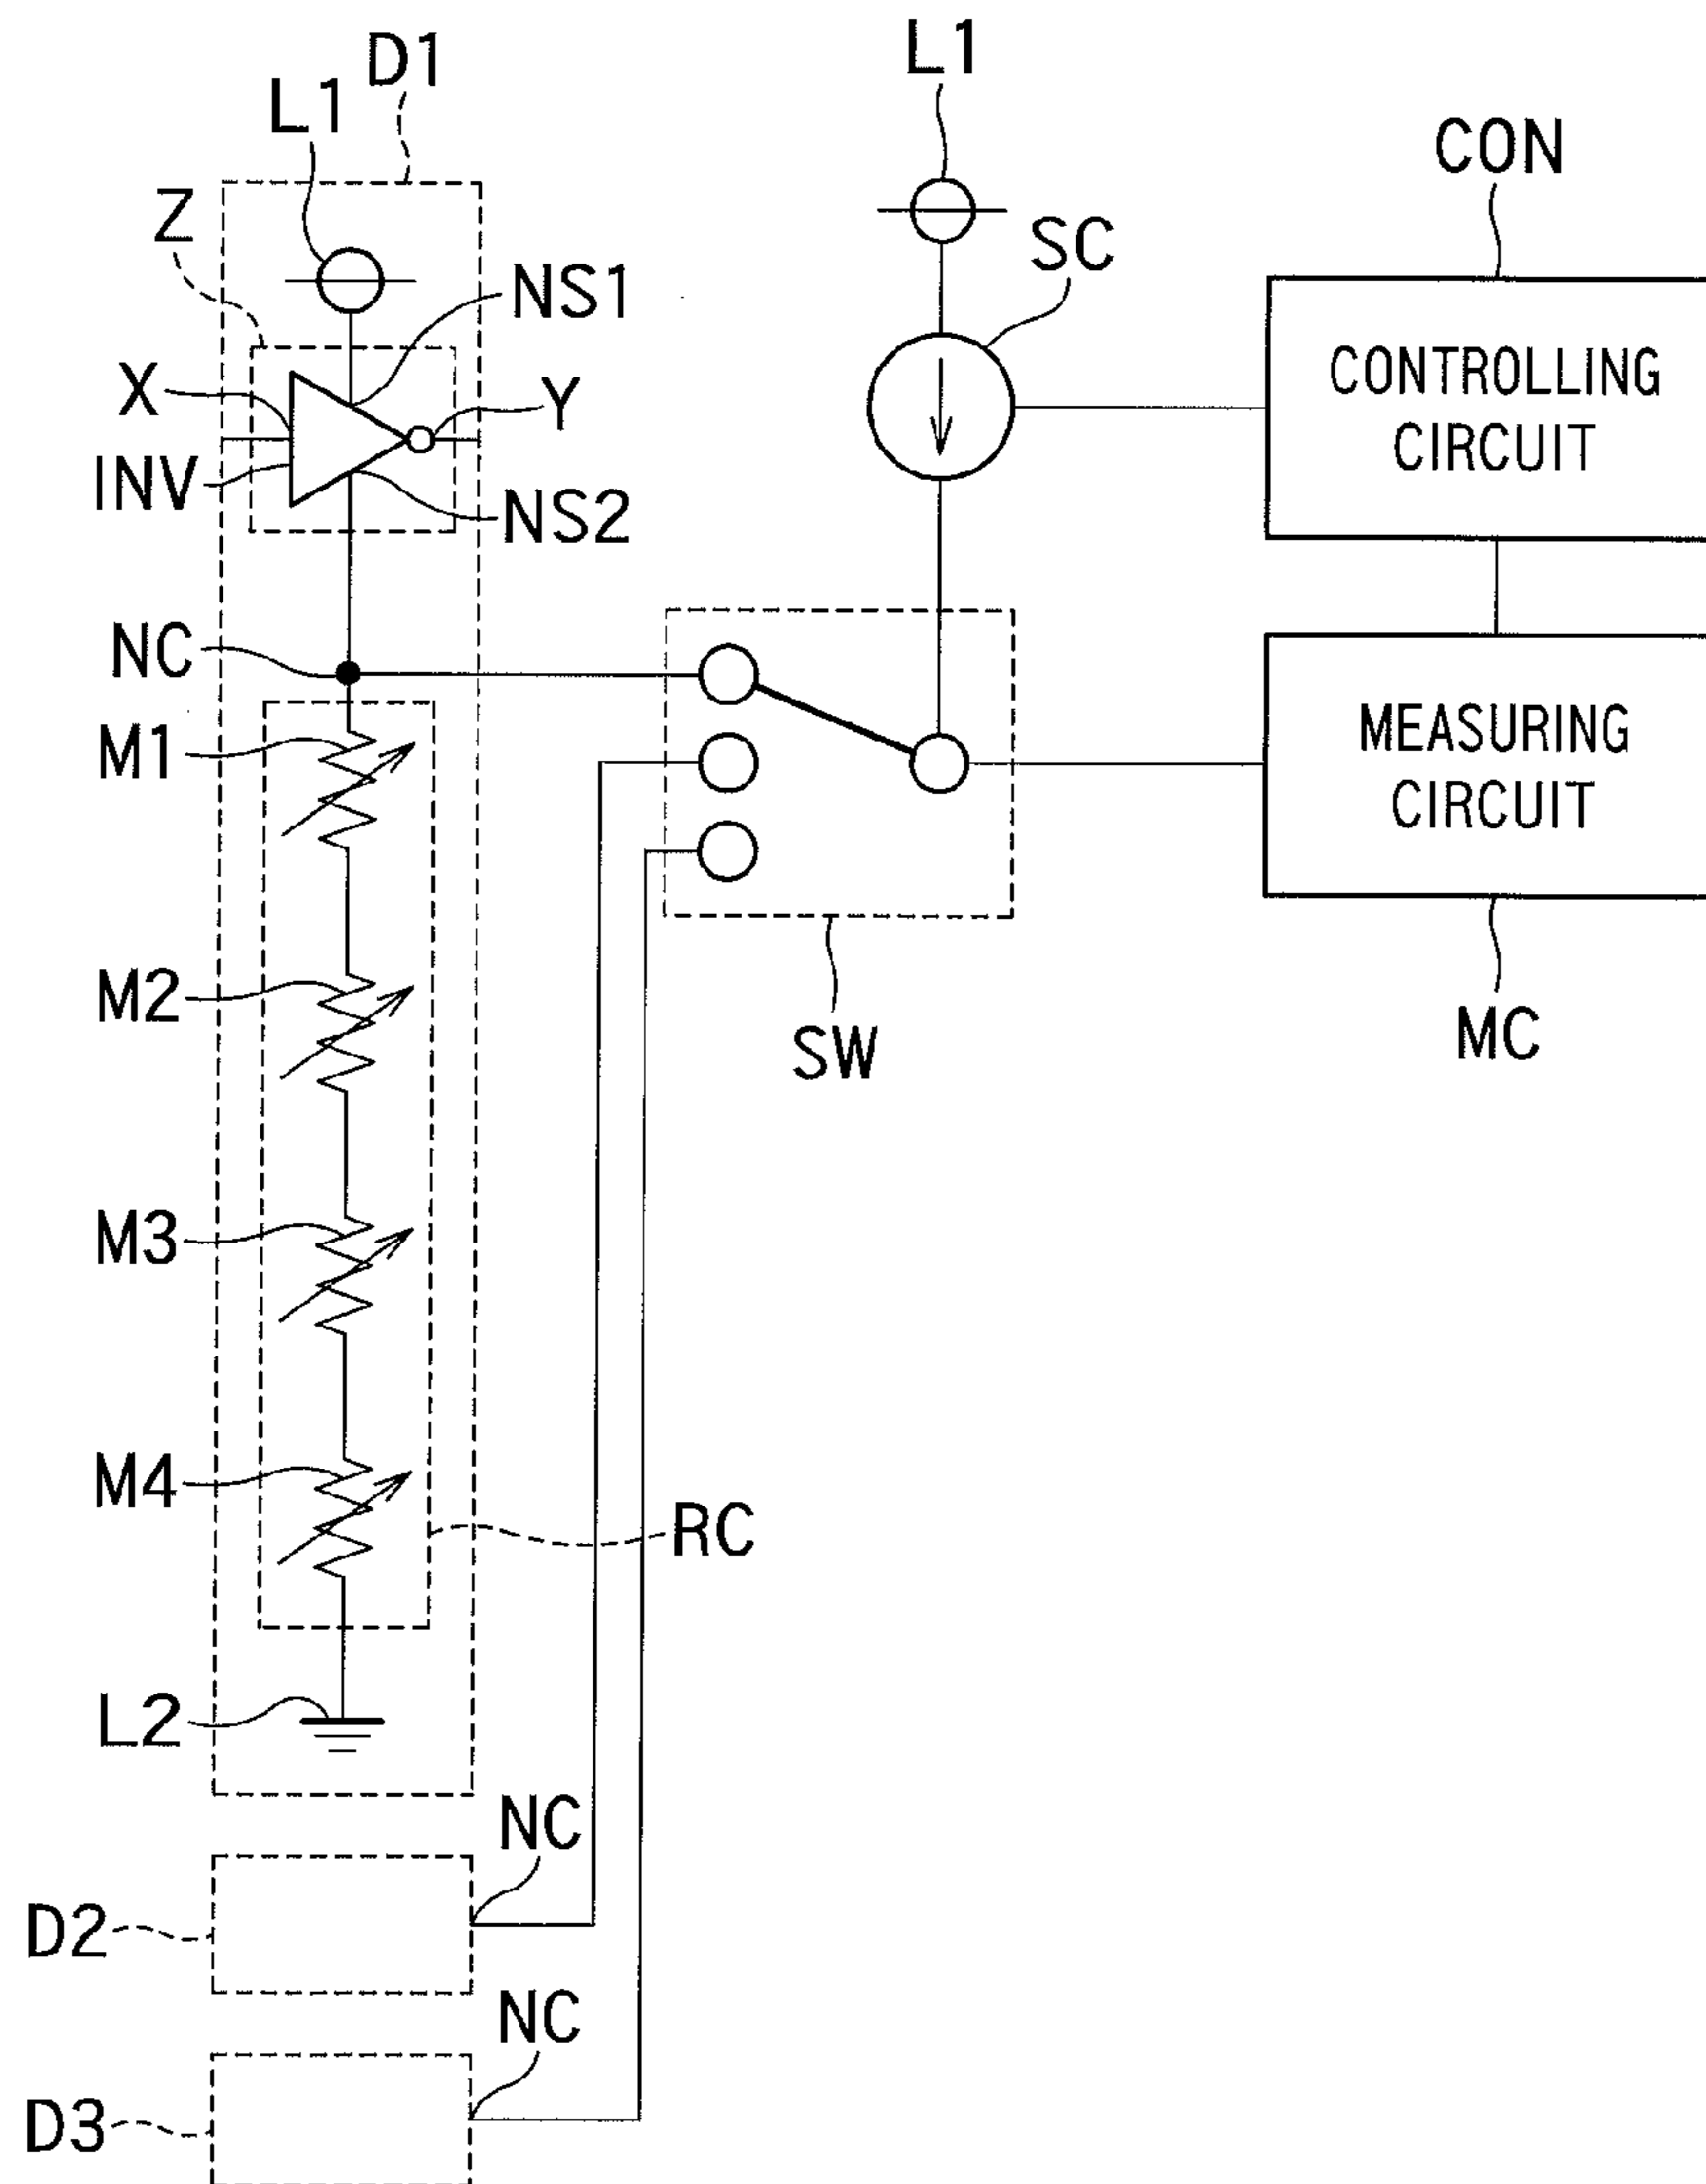 D1
L1
L1
CON
Z
NS1
SC
X
Y
CONTROLLING
CIRCUIT
INV
NS2
NC
M1
MEASURING
CIRCUIT
M2
SW
MC
M3
M4
RC
L2
NC
D2
NC
D3